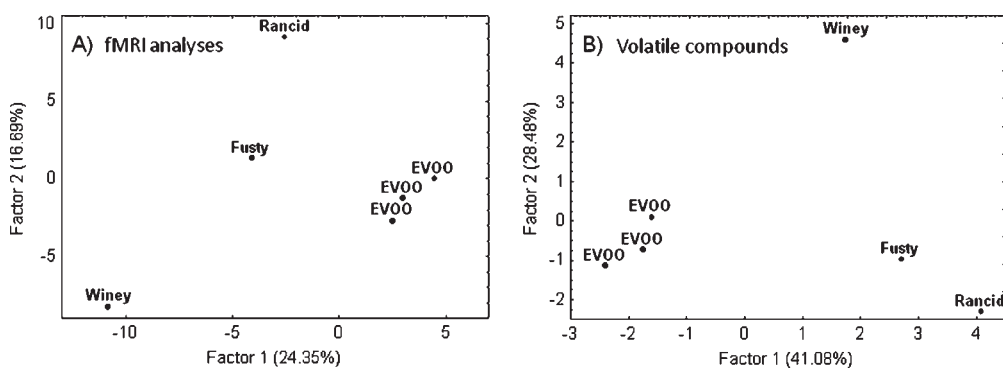 A) fMRI analyses
Rancid
Fusty
EVOO
EVOO
EVOO
Winey
10
5
0
-5
-10
-5
0
5
Factor 2 (16.69%)
Factor 1 (24.35%)
B) Volatile compounds
Winey
EVOO
EVOO
EVOO
Fusty
Rancid
5
4
3
2
1
0
-1
-2
-3
-2
-1
0
1
2
3
4
Factor 2 (28.48%)
Factor 1 (41.08%)